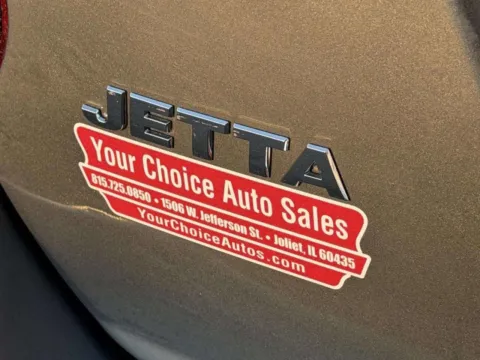 JETTA
Your Choice Auto Sales
815.725.0850 • 1506 W. Jefferson St. • Joliet, IL 60435
YourChoiceAutos.com